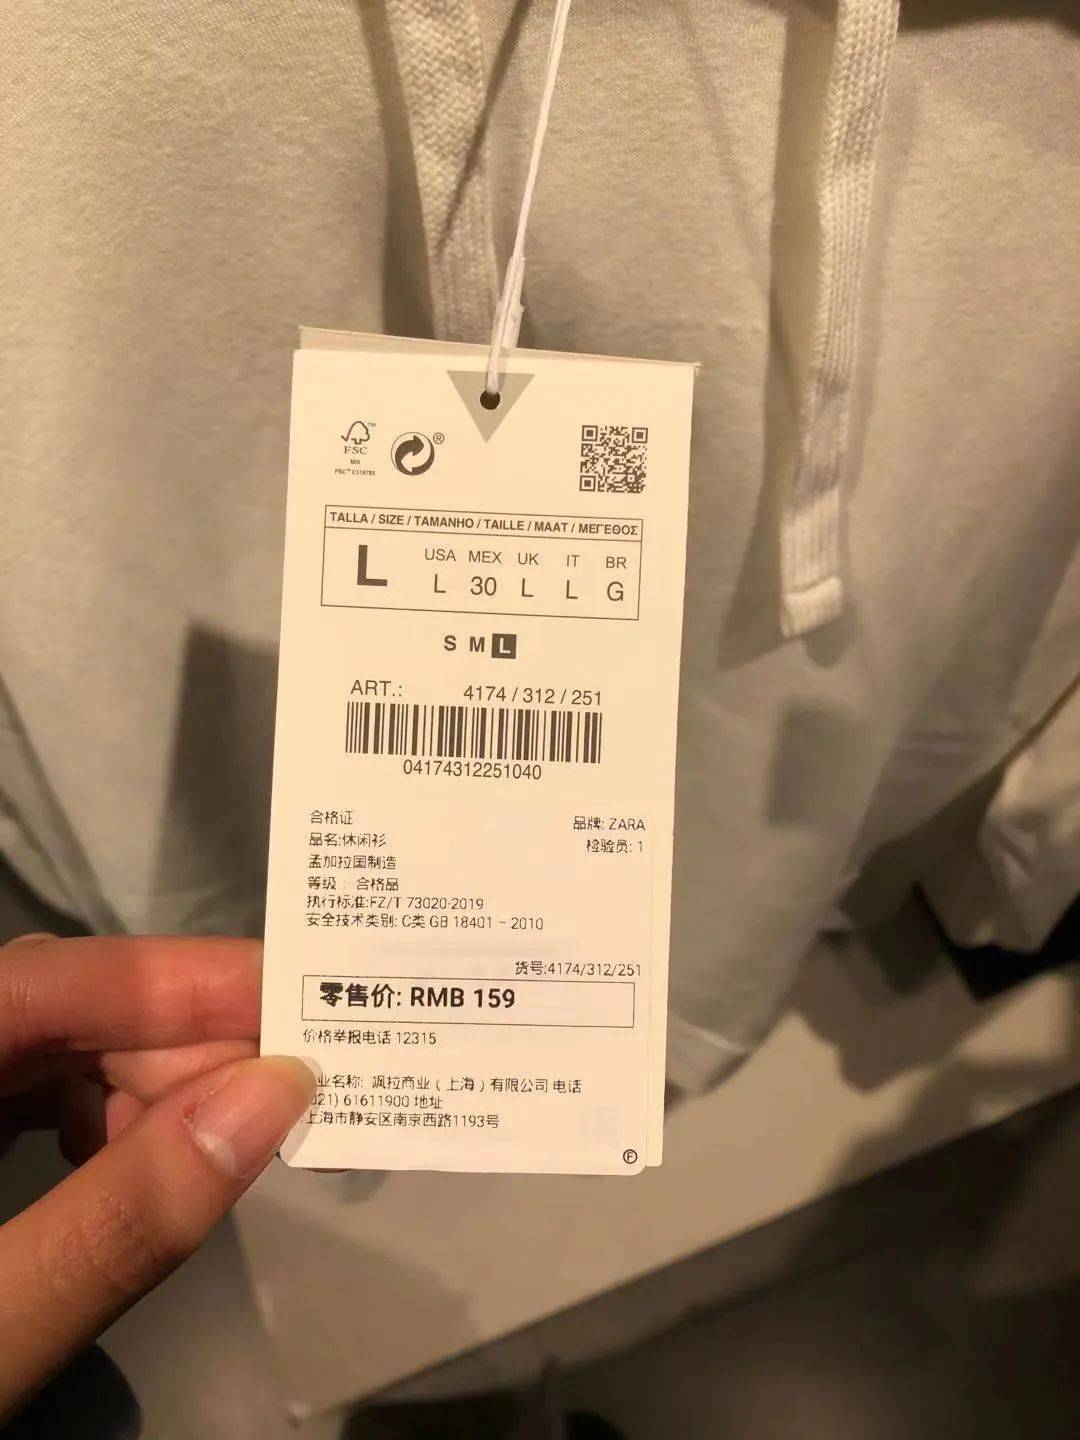 FSC™
MIX
FSC™ C116783
®
TALLA / SIZE / TAMANHO / TAILLE / MAAT / ΜΕΓΕΘΟΣ
L
USA MEX UK IT BR
L 30 L L G
S M L
ART.: 4174 / 312 / 251
04174312251040
合格证
品牌: ZARA
品名:休闲衫
检验员: 1
孟加拉国制造
等级： 合格品
执行标准:FZ/T 73020-2019
安全技术类别: C类 GB 18401 - 2010
货号:4174/312/251
零售价: RMB 159
价格举报电话 12315
业名称: 飒拉商业（上海）有限公司 电话
021) 61611900 地址
上海市静安区南京西路1193号
Ⓕ